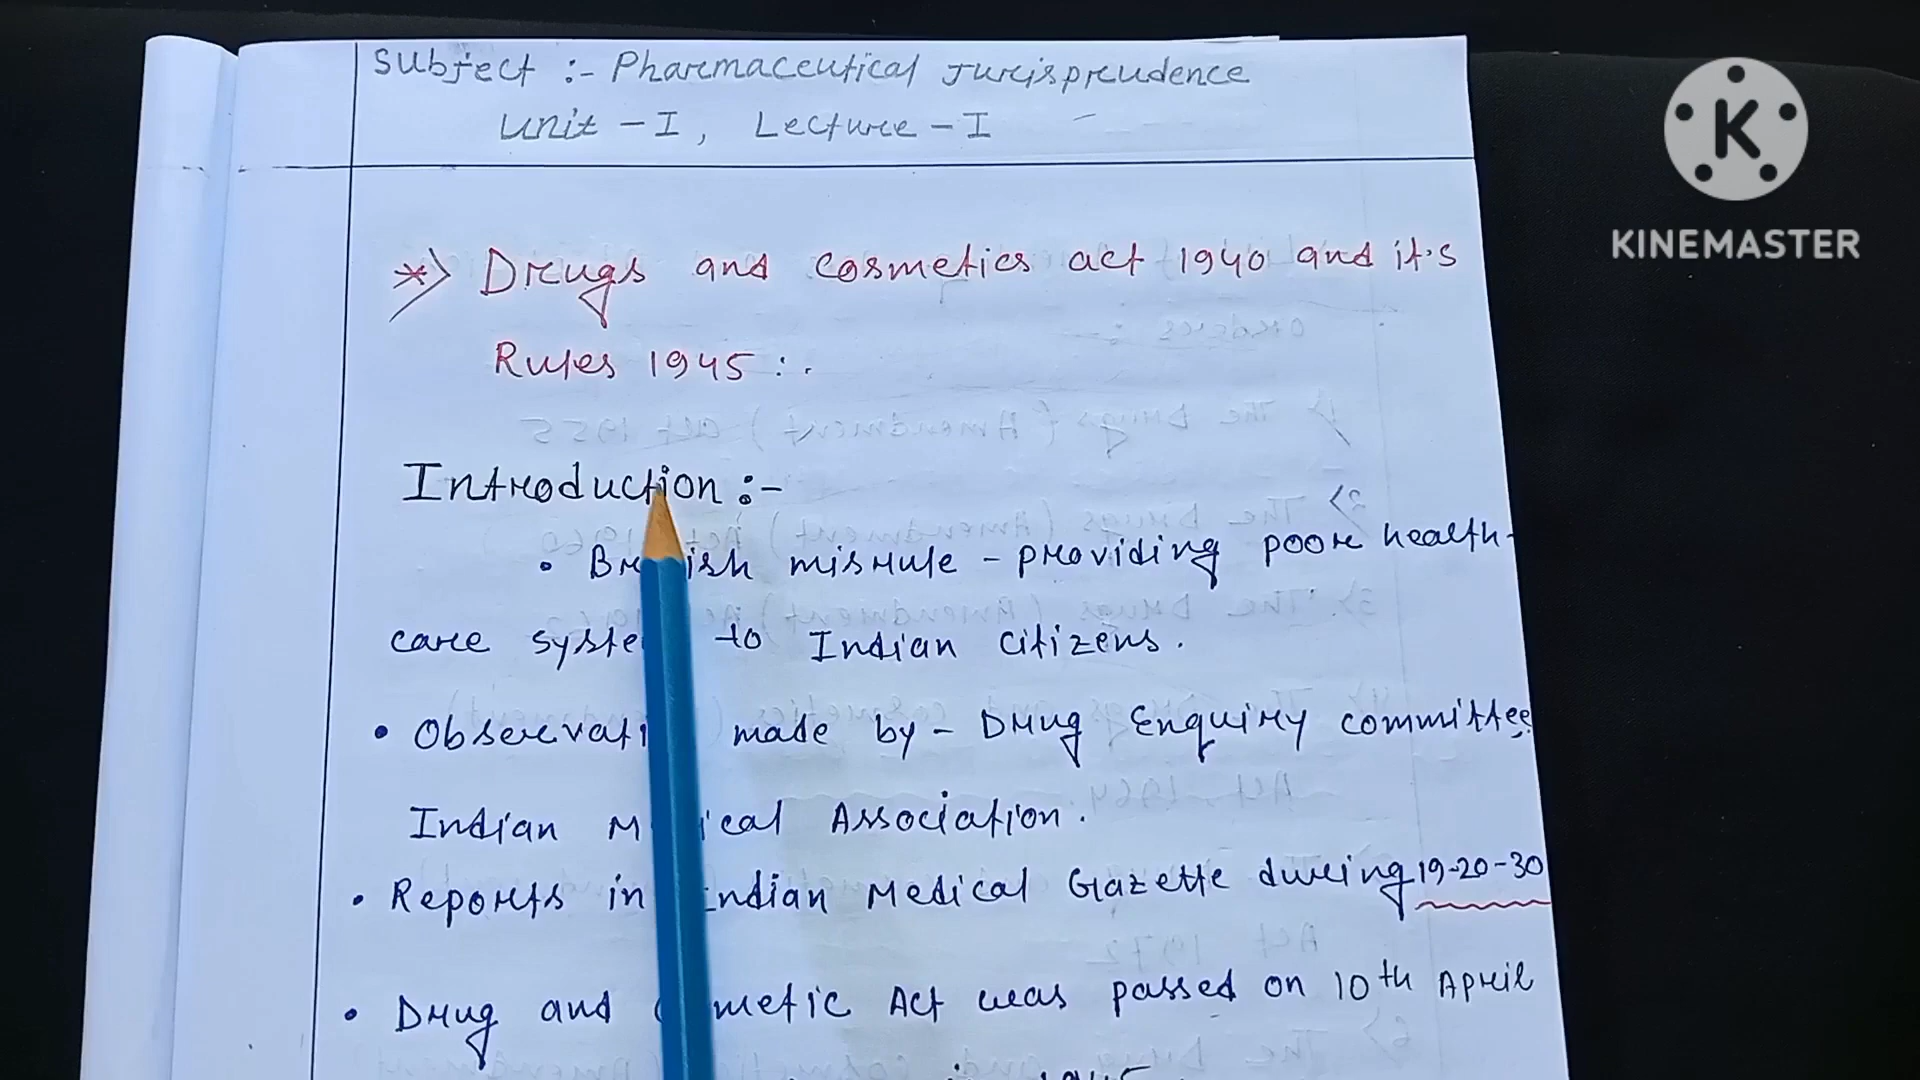 Subject :- Pharmaceutical Jurisprudence
Unit - I, Lecture - I
K
KINEMASTER
*) Drugs and cosmetics act 1940 and it's
Rules 1945 :.
Introduction :-
• British misrule - providing poor health-
care system to Indian citizens.
• Observation made by - Drug Enquiry committee
Indian Medical Association.
• Reports in Indian Medical Gazette during 19-20-30
• Drug and Cosmetic Act was passed on 10th April
1945